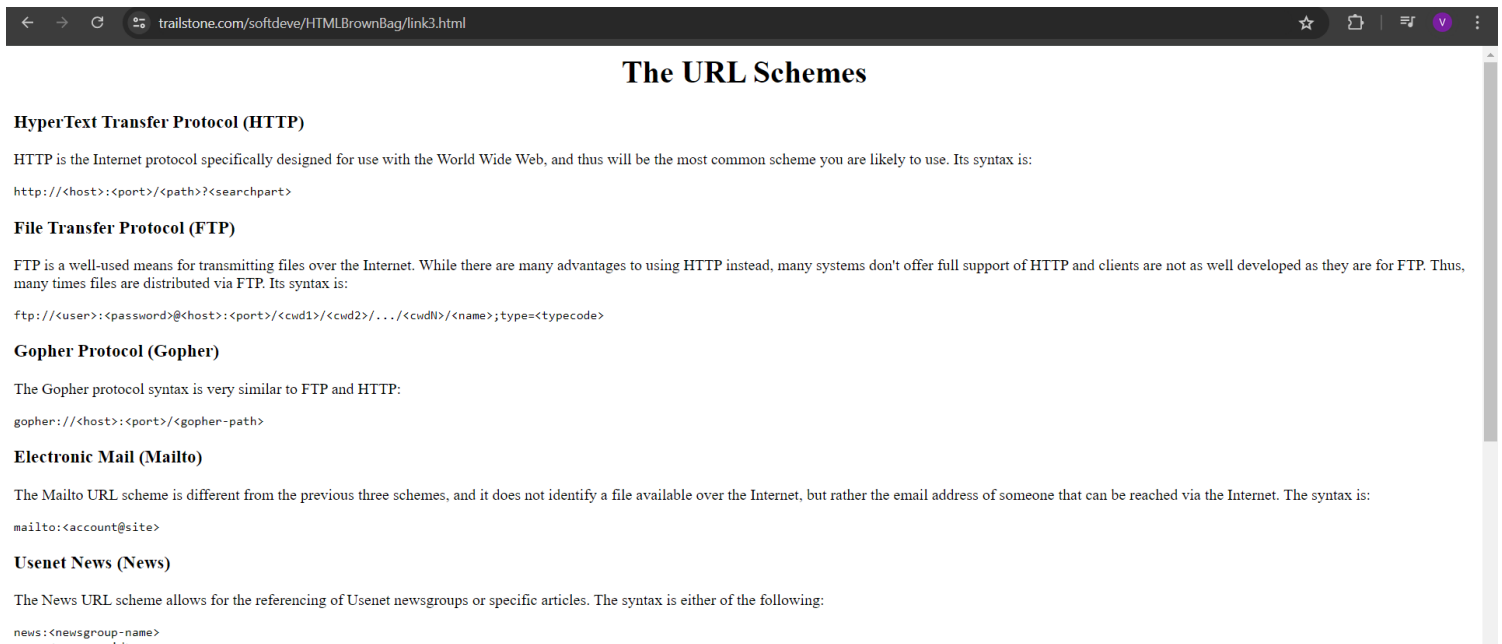 trailstone.com/softdeve/HTMLBrownBag/link3.html
V
The URL Schemes
HyperText Transfer Protocol (HTTP)
HTTP is the Internet protocol specifically designed for use with the World Wide Web, and thus will be the most common scheme you are likely to use. Its syntax is:
http://<host>:<port>/<path>?<searchpart>
File Transfer Protocol (FTP)
FTP is a well-used means for transmitting files over the Internet. While there are many advantages to using HTTP instead, many systems don't offer full support of HTTP and clients are not as well developed as they are for FTP. Thus,
many times files are distributed via FTP. Its syntax is:
ftp://<user>:<password>@<host>:<port>/<cwd1>/<cwd2>/.../<cwdN>/<name>;type=<typecode>
Gopher Protocol (Gopher)
The Gopher protocol syntax is very similar to FTP and HTTP:
gopher://<host>:<port>/<gopher-path>
Electronic Mail (Mailto)
The Mailto URL scheme is different from the previous three schemes, and it does not identify a file available over the Internet, but rather the email address of someone that can be reached via the Internet. The syntax is:
mailto:<account@site>
Usenet News (News)
The News URL scheme allows for the referencing of Usenet newsgroups or specific articles. The syntax is either of the following:
news:<newsgroup-name>